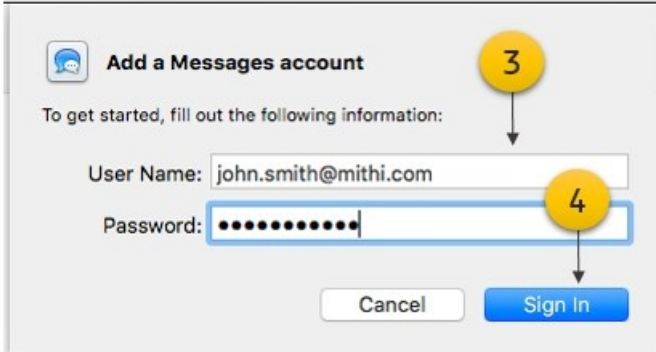 Add a Messages account
3
To get started, fill out the following information:
User Name: john.smith@mithi.com
Password: •••••••••••
4
Cancel Sign In